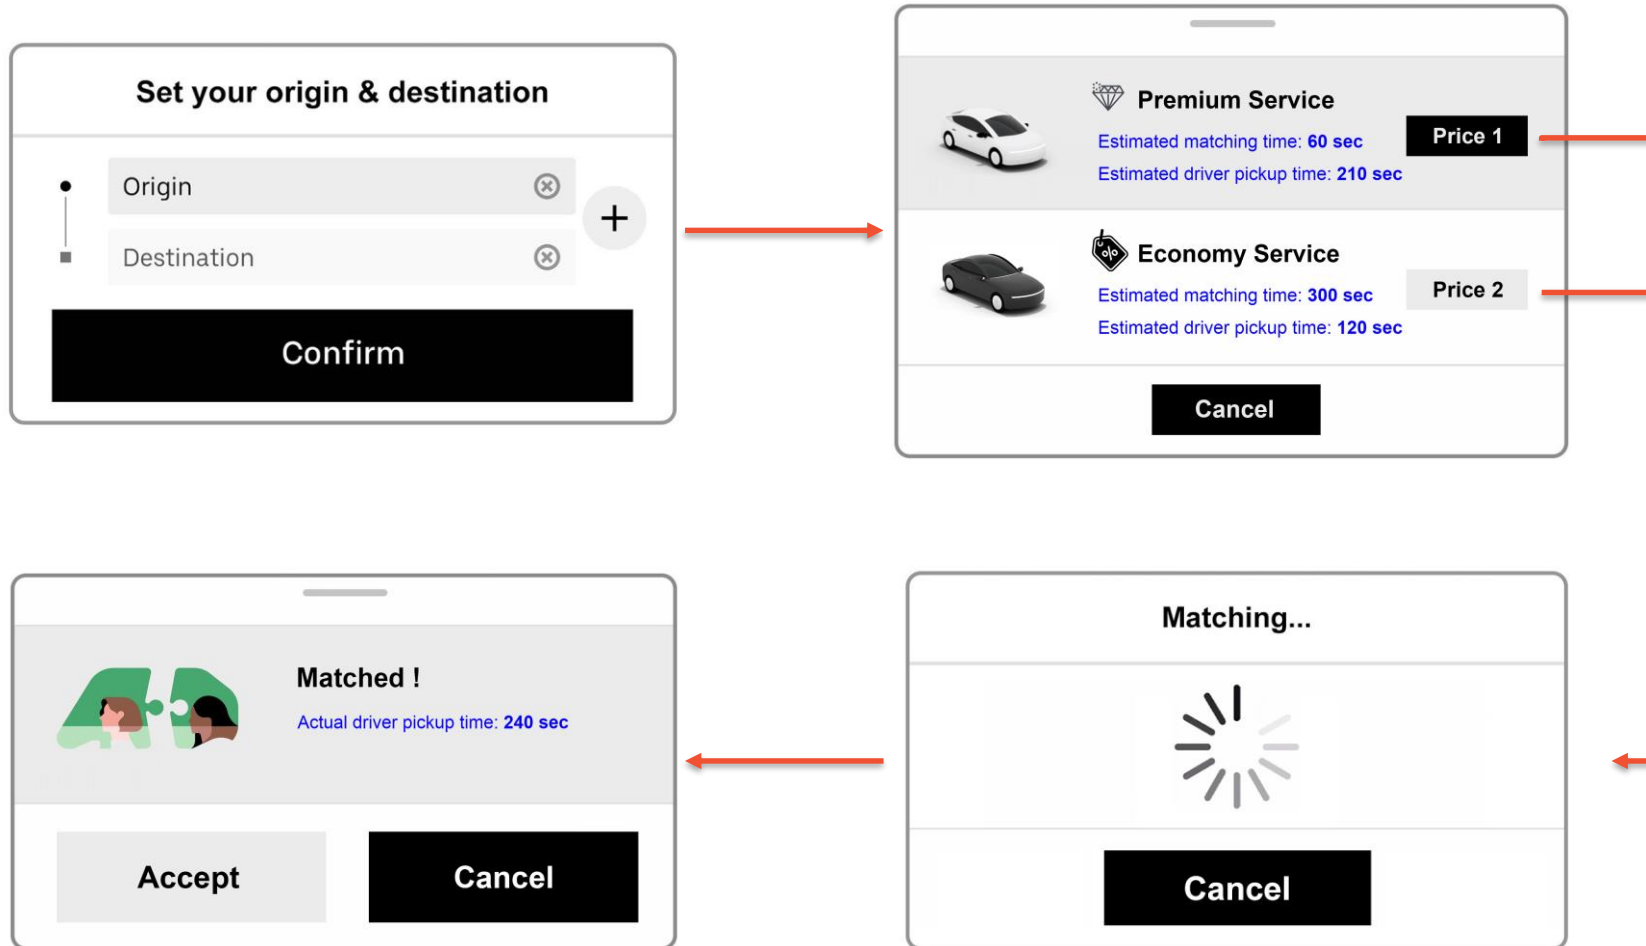 Set your origin & destination
Origin
Destination
+
Confirm
Premium Service
Estimated matching time: 60 sec
Estimated driver pickup time: 210 sec
Price 1
% Economy Service
Estimated matching time: 300 sec
Estimated driver pickup time: 120 sec
Price 2
Cancel
Matching...
Cancel
Matched !
Actual driver pickup time: 240 sec
Accept
Cancel